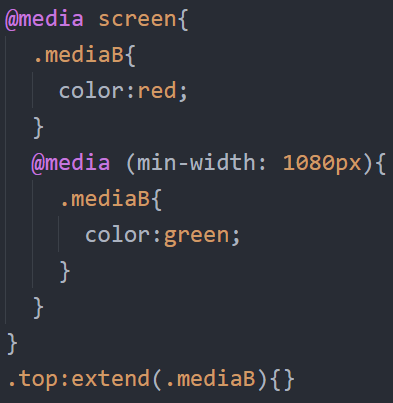 @media screen{
.mediaB{
color:red;
}
@media (min-width: 1080px){
.mediaB{
color:green;
}
}
}
.top:extend(.mediaB){}